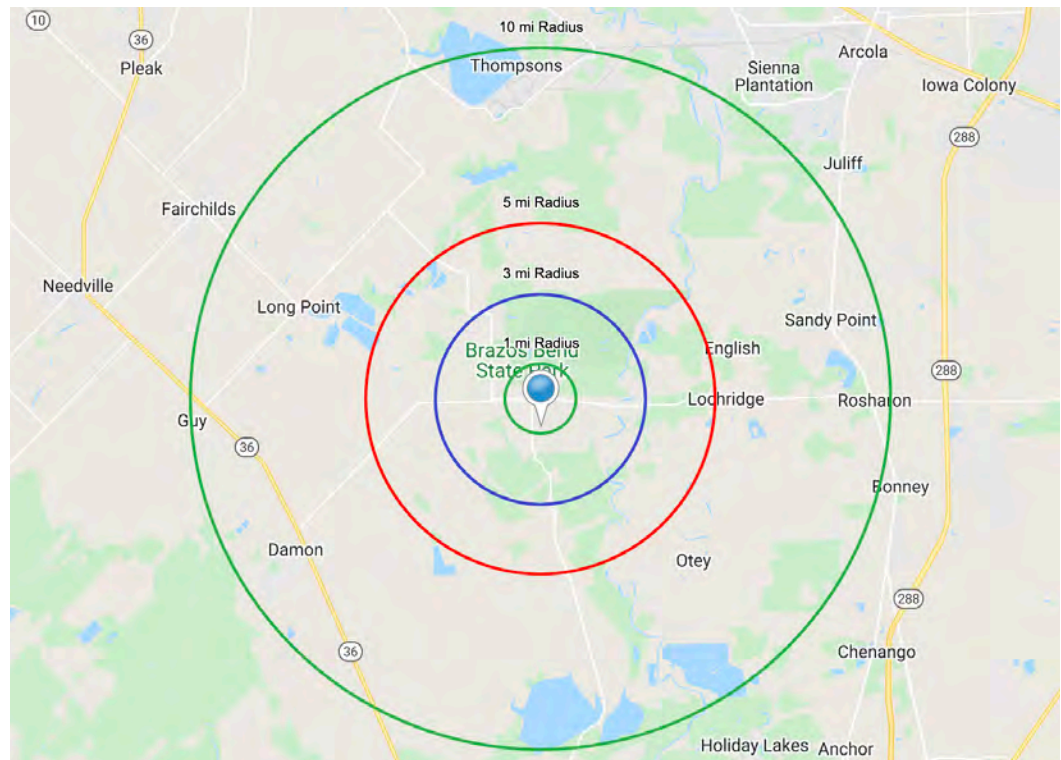 10
10 mi Radius
36
Arcola
Pleak
Thompsons
Sienna
Plantation
Iowa Colony
288
Juliff
Fairchilds
5 mi Radius
Needville
3 mi Radius
Long Point
Sandy Point
1 mi Radius
English
Brazos Bend
State Park
288
Lochridge
Rosharon
Guy
36
Bonney
Damon
Otey
288
36
Chenango
Holiday Lakes
Anchor